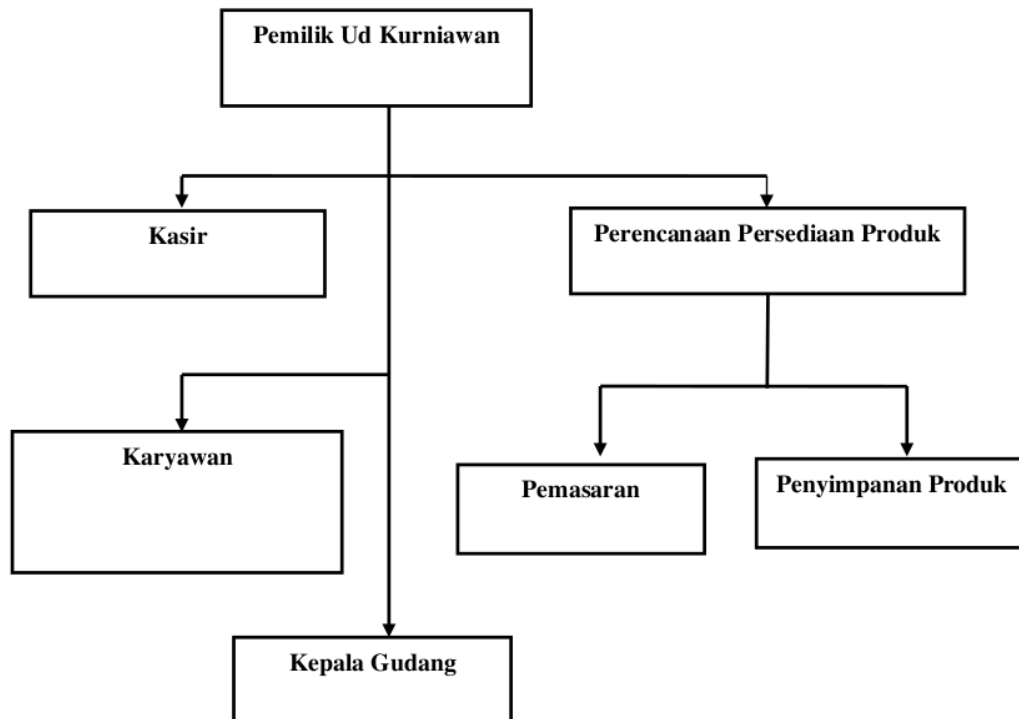 Pemilik Ud Kurniawan
Kasir
Perencanaan Persediaan Produk
Karyawan
Pemasaran
Penyimpanan Produk
Kepala Gudang